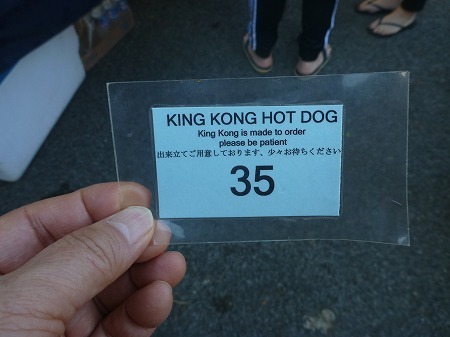 KING KONG HOT DOG
King Kong is made to order
please be patient
出来立てご用意しております、少々お待ちください
35